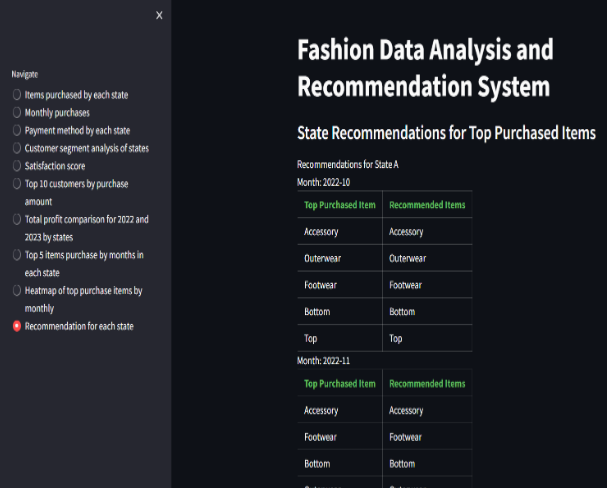 X
Navigate
Items purchased by each state
Monthly purchases
Payment method by each state
Customer segment analysis of states
Satisfaction score
Top 10 customers by purchase
amount
Total profit comparison for 2022 and
2023 by states
Top 5 items purchase by months in
each state
Heatmap of top purchase items by
monthly
Recommendation for each state
Fashion Data Analysis and
Recommendation System
State Recommendations for Top Purchased Items
Recommendations for State A
Month: 2022-10
Top Purchased Item Recommended Items
Accessory Accessory
Outerwear Outerwear
Footwear Footwear
Bottom Bottom
Top Top
Month: 2022-11
Top Purchased Item Recommended Items
Accessory Accessory
Footwear Footwear
Bottom Bottom